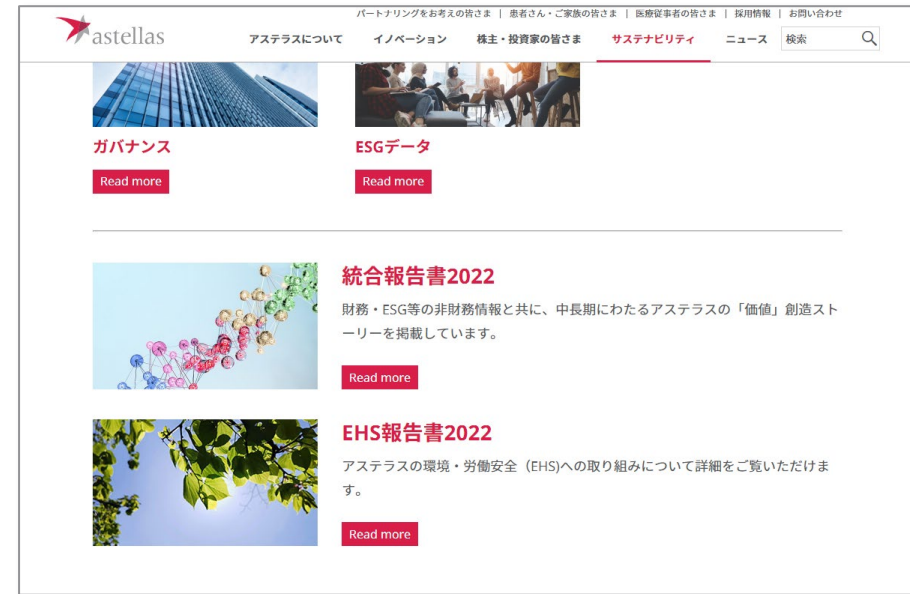 パートナリングをお考えの皆さま | 患者さん・ご家族の皆さま | 医療従事者の皆さま | 採用情報 | お問い合わせ
astellas
アステラスについて イノベーション 株主・投資家の皆さま サステナビリティ ニュース 検索
ガバナンス ESGデータ
Read more Read more
統合報告書2022
財務・ESG等の非財務情報と共に、中長期にわたるアステラスの「価値」創造スト
ーリーを掲載しています。
Read more
EHS報告書2022
アステラスの環境・労働安全（EHS)への取り組みについて詳細をご覧いただけま
す。
Read more